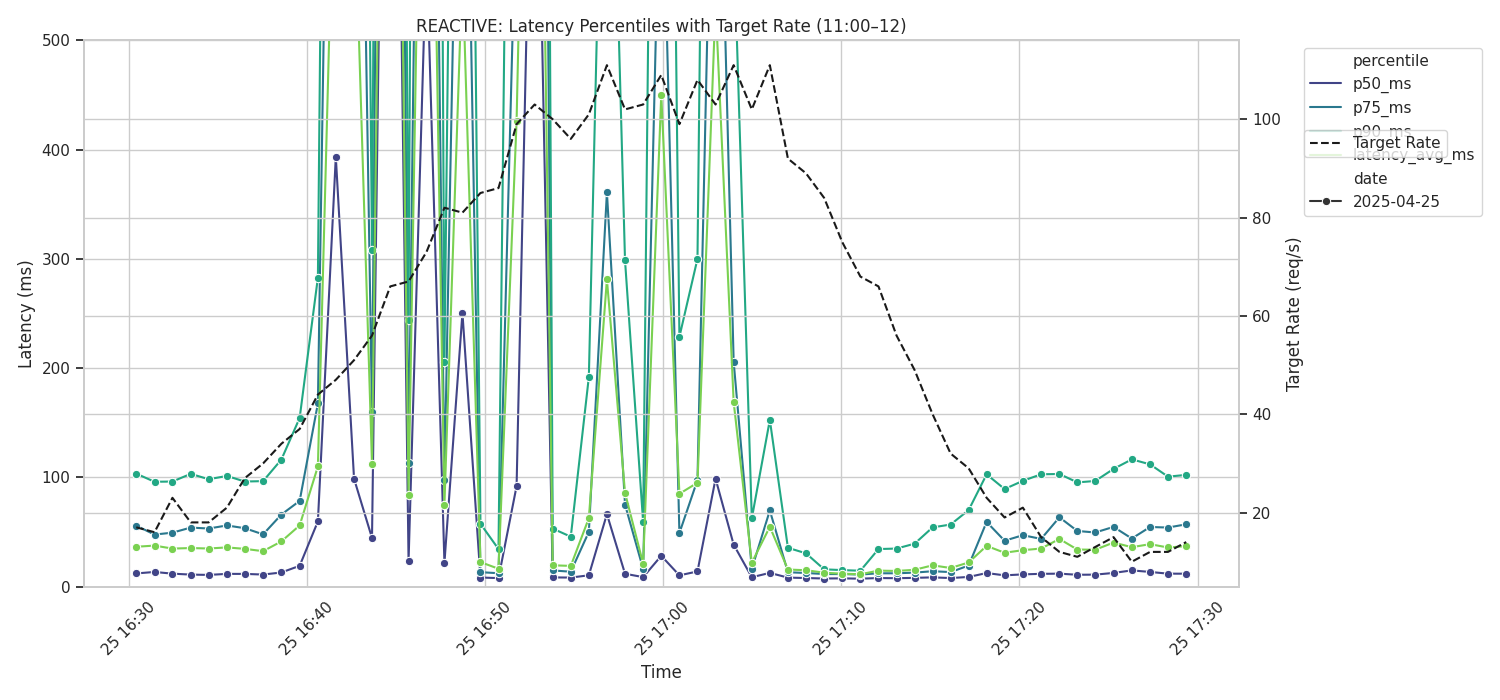 REACTIVE: Latency Percentiles with Target Rate (11:00–12)
500
400
300
200
100
0
Latency (ms)
100
80
60
40
20
Target Rate (req/s)
25 16:30
25 16:40
25 16:50
25 17:00
25 17:10
25 17:20
25 17:30
Time
percentile
p50_ms
p75_ms
p90_ms
Target Rate
latency_avg_ms
date
2025-04-25